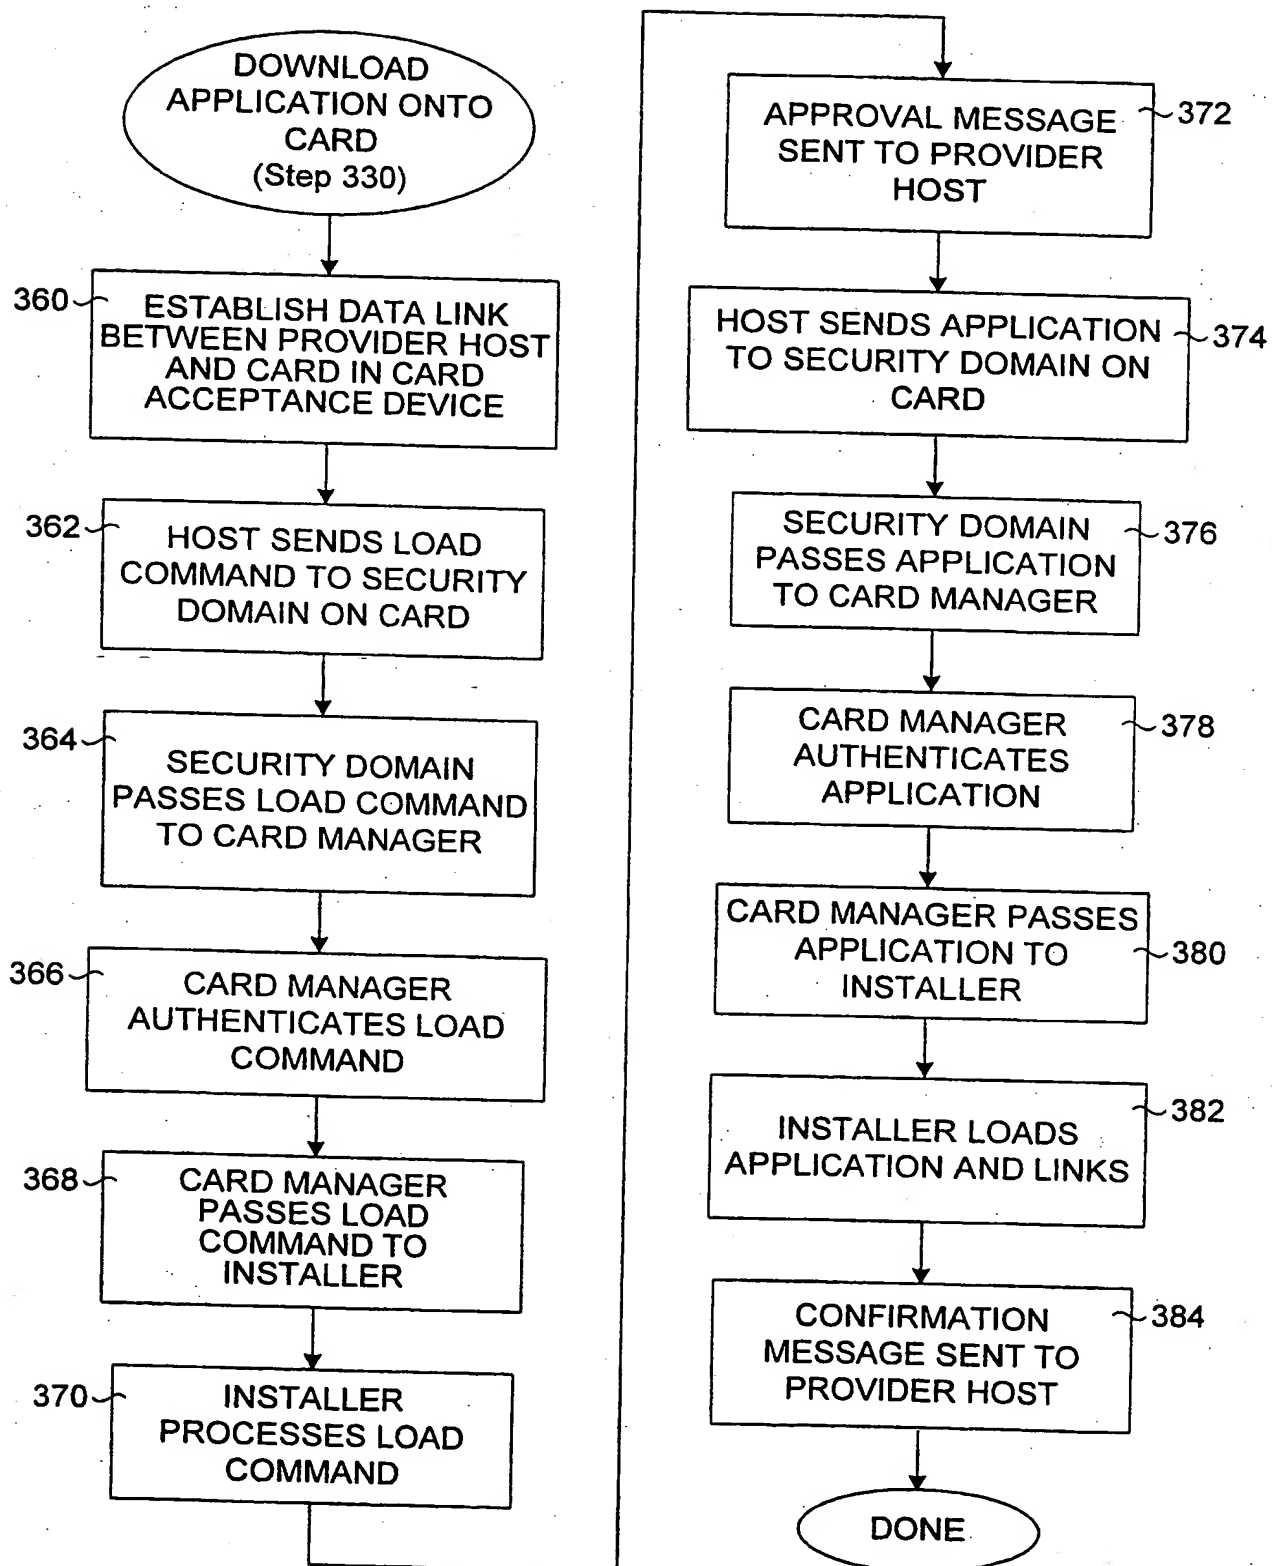 DOWNLOAD
APPLICATION ONTO
CARD
(Step 330)
360
ESTABLISH DATA LINK
BETWEEN PROVIDER HOST
AND CARD IN CARD
ACCEPTANCE DEVICE
362
HOST SENDS LOAD
COMMAND TO SECURITY
DOMAIN ON CARD
364
SECURITY DOMAIN
PASSES LOAD COMMAND
TO CARD MANAGER
366
CARD MANAGER
AUTHENTICATES LOAD
COMMAND
368
CARD MANAGER
PASSES LOAD
COMMAND TO
INSTALLER
370
INSTALLER
PROCESSES LOAD
COMMAND
372
APPROVAL MESSAGE
SENT TO PROVIDER
HOST
374
HOST SENDS APPLICATION
TO SECURITY DOMAIN ON
CARD
376
SECURITY DOMAIN
PASSES APPLICATION
TO CARD MANAGER
378
CARD MANAGER
AUTHENTICATES
APPLICATION
380
CARD MANAGER PASSES
APPLICATION TO
INSTALLER
382
INSTALLER LOADS
APPLICATION AND LINKS
384
CONFIRMATION
MESSAGE SENT TO
PROVIDER HOST
DONE